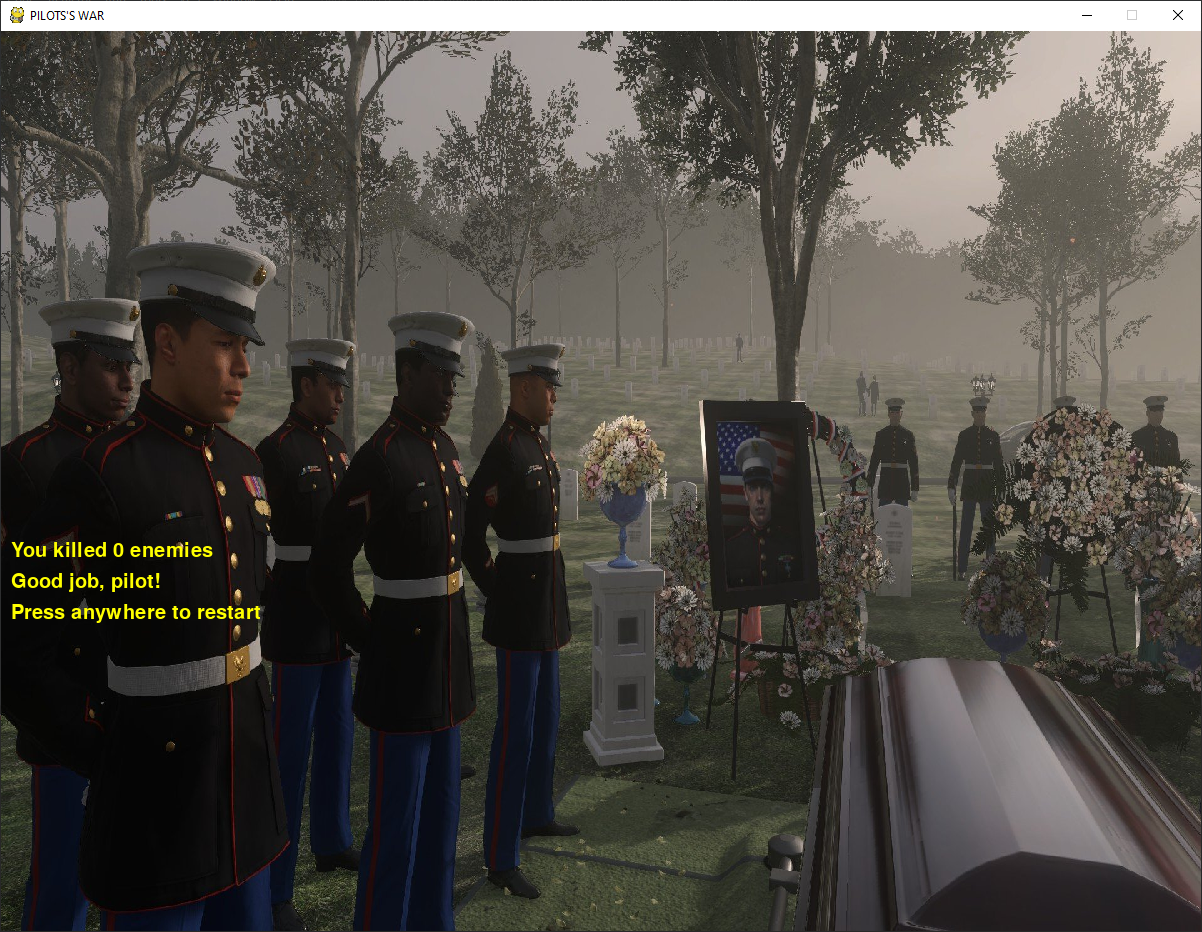 PILOTS'S WAR
You killed 0 enemies
Good job, pilot!
Press anywhere to restart